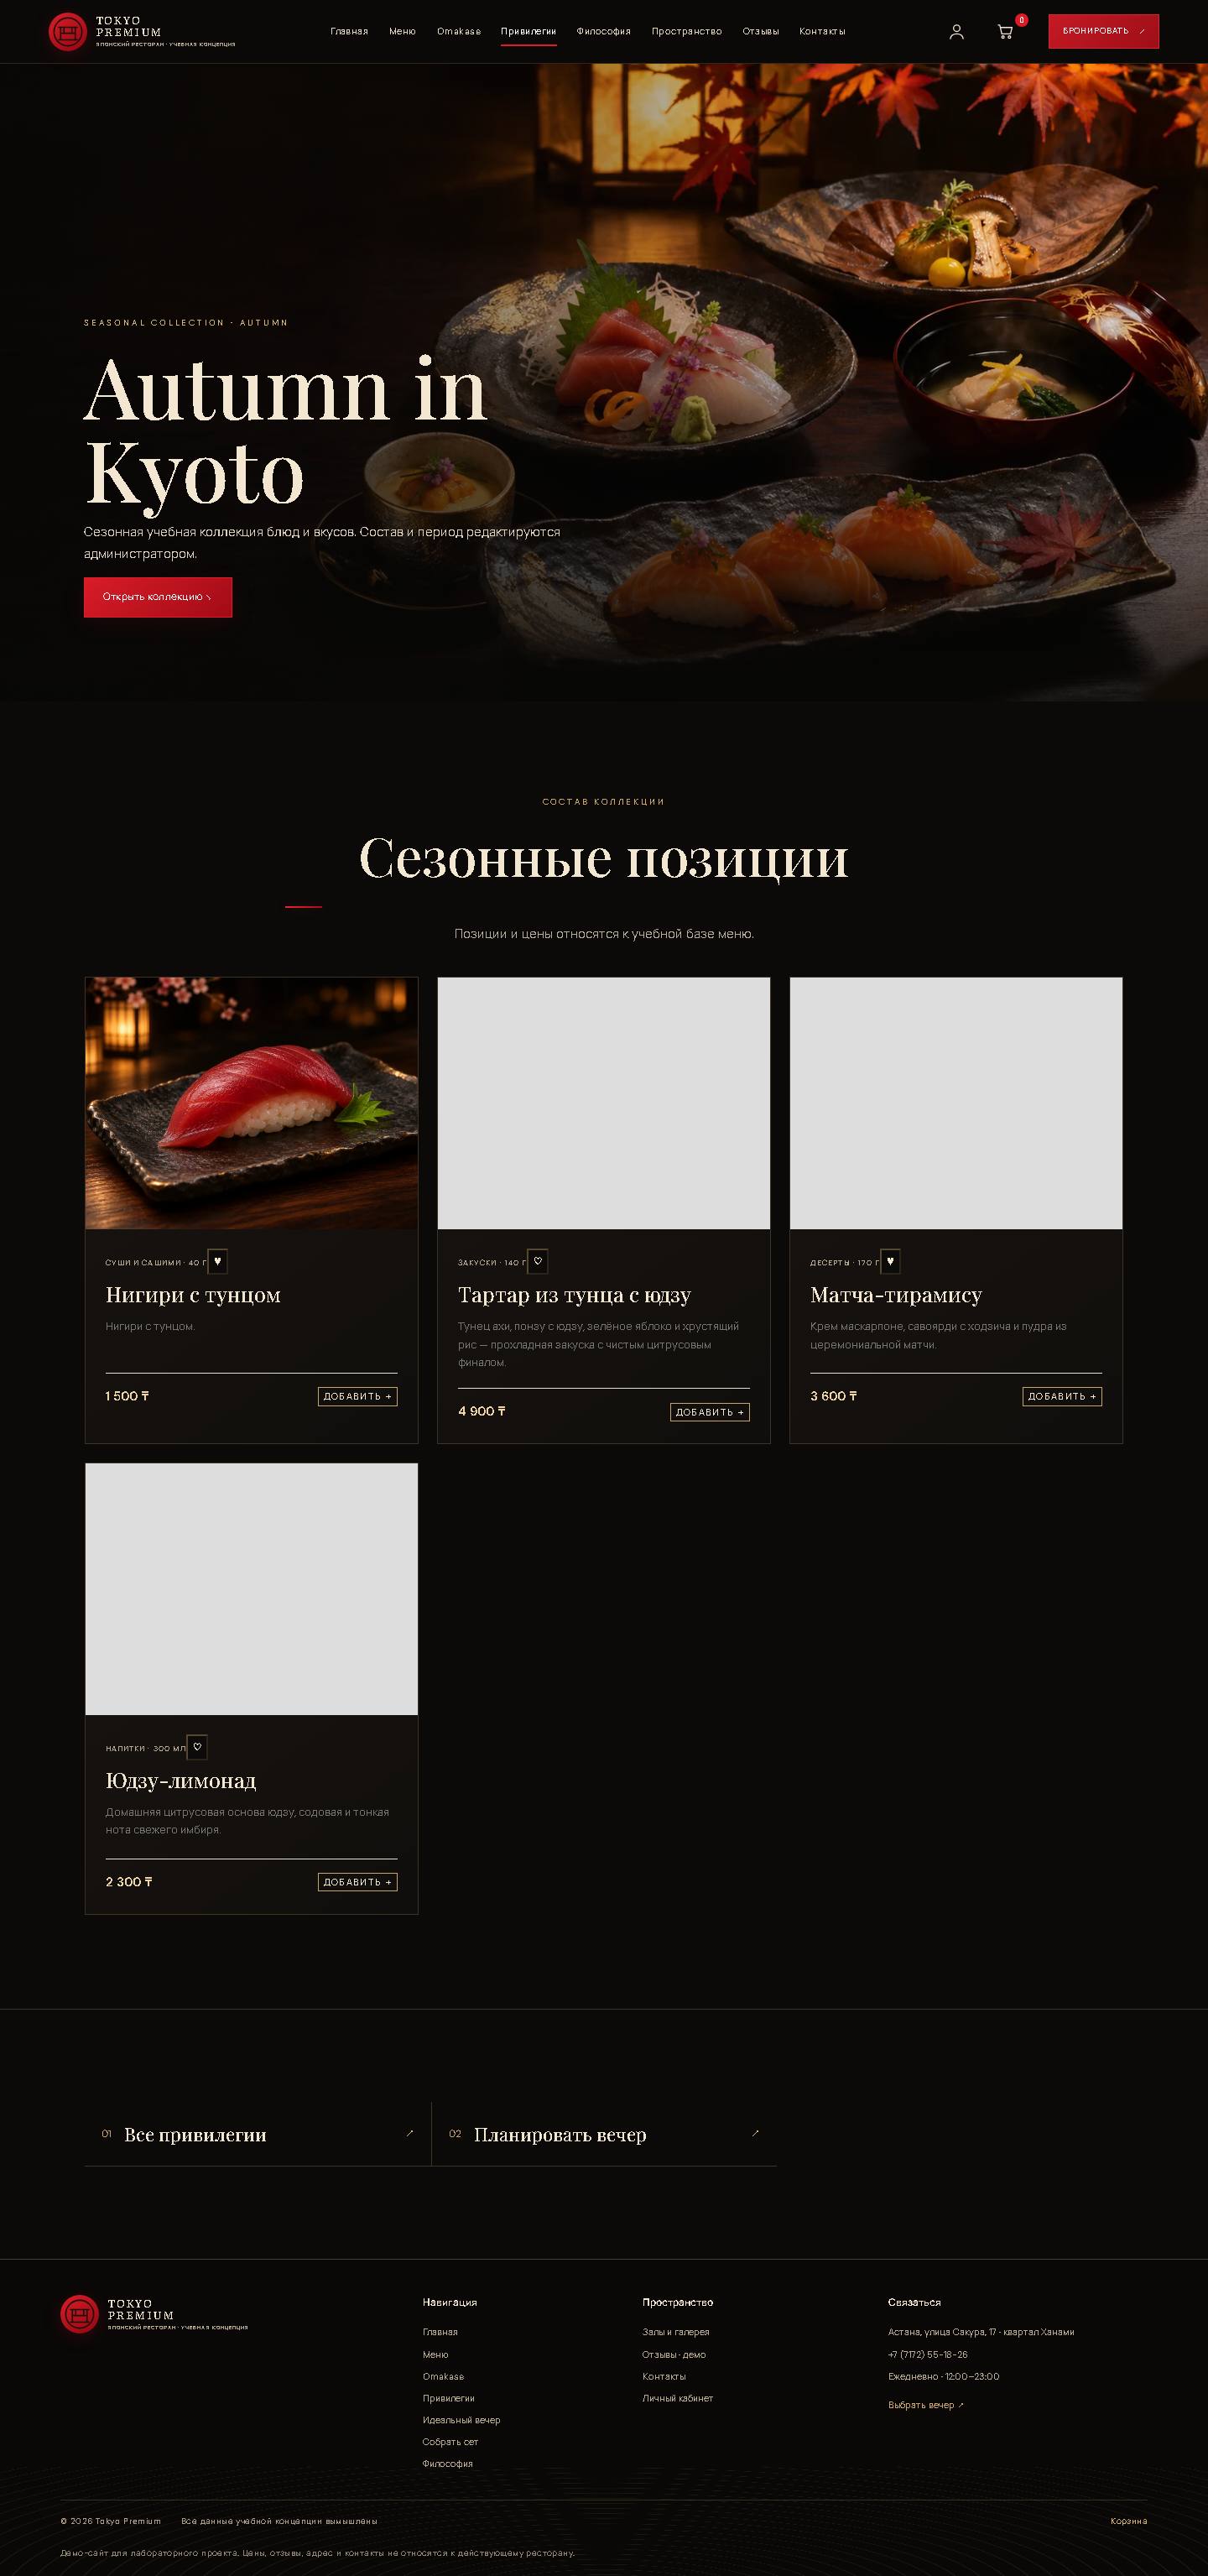 TOKYO
PREMIUM
ЯПОНСКИЙ РЕСТОРАН · УЧЕБНАЯ КОНЦЕПЦИЯ
Главная
Меню
Omakase
Привилегии
Философия
Пространство
Отзывы
Контакты
0
БРОНИРОВАТЬ ↗
SEASONAL COLLECTION · AUTUMN
Autumn in
Kyoto
Сезонная учебная коллекция блюд и вкусов. Состав и период редактируются
администратором.
Открыть коллекцию ↘
СОСТАВ КОЛЛЕКЦИИ
Сезонные позиции
Позиции и цены относятся к учебной базе меню.
СУШИ И САШИМИ · 40 Г ♥
Нигири с тунцом
Нигири с тунцом.
1 500 ₸
ДОБАВИТЬ +
ЗАКУСКИ · 140 Г ♡
Тартар из тунца с юдзу
Тунец ахи, понзу с юдзу, зелёное яблоко и хрустящий
рис — прохладная закуска с чистым цитрусовым
финалом.
4 900 ₸
ДОБАВИТЬ +
ДЕСЕРТЫ · 170 Г ♥
Матча-тирамису
Крем маскарпоне, савоярди с ходзича и пудра из
церемониальной матчи.
3 600 ₸
ДОБАВИТЬ +
НАПИТКИ · 300 МЛ ♡
Юдзу-лимонад
Домашняя цитрусовая основа юдзу, содовая и тонкая
нота свежего имбиря.
2 300 ₸
ДОБАВИТЬ +
01 Все привилегии ↗
02 Планировать вечер ↗
TOKYO
PREMIUM
ЯПОНСКИЙ РЕСТОРАН · УЧЕБНАЯ КОНЦЕПЦИЯ
Навигация
Главная
Меню
Omakase
Привилегии
Идеальный вечер
Собрать сет
Философия
Пространство
Залы и галерея
Отзывы · демо
Контакты
Личный кабинет
Связаться
Астана, улица Сакура, 17 · квартал Ханами
+7 (7172) 55-18-26
Ежедневно · 12:00–23:00
Выбрать вечер ↗
© 2026 Tokyo Premium
Все данные учебной концепции вымышлены
Корзина
Демо-сайт для лабораторного проекта. Цены, отзывы, адрес и контакты не относятся к действующему ресторану.